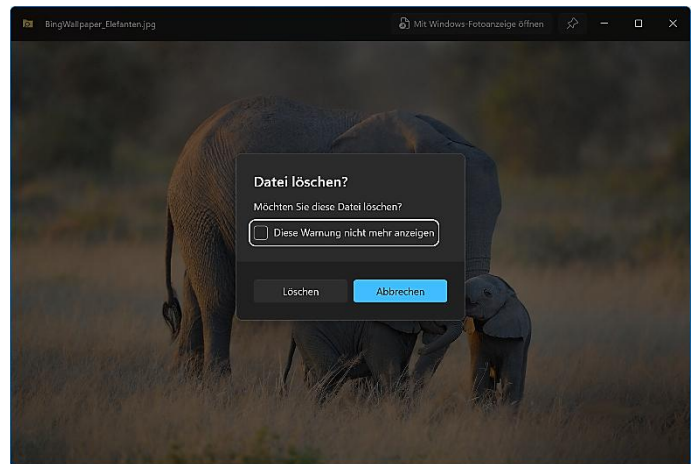 BingWallpaper_Elefanten.jpg
Mit Windows-Fotoanzeige öffnen
Datei löschen?
Möchten Sie diese Datei löschen?
Diese Warnung nicht mehr anzeigen
Löschen
Abbrechen